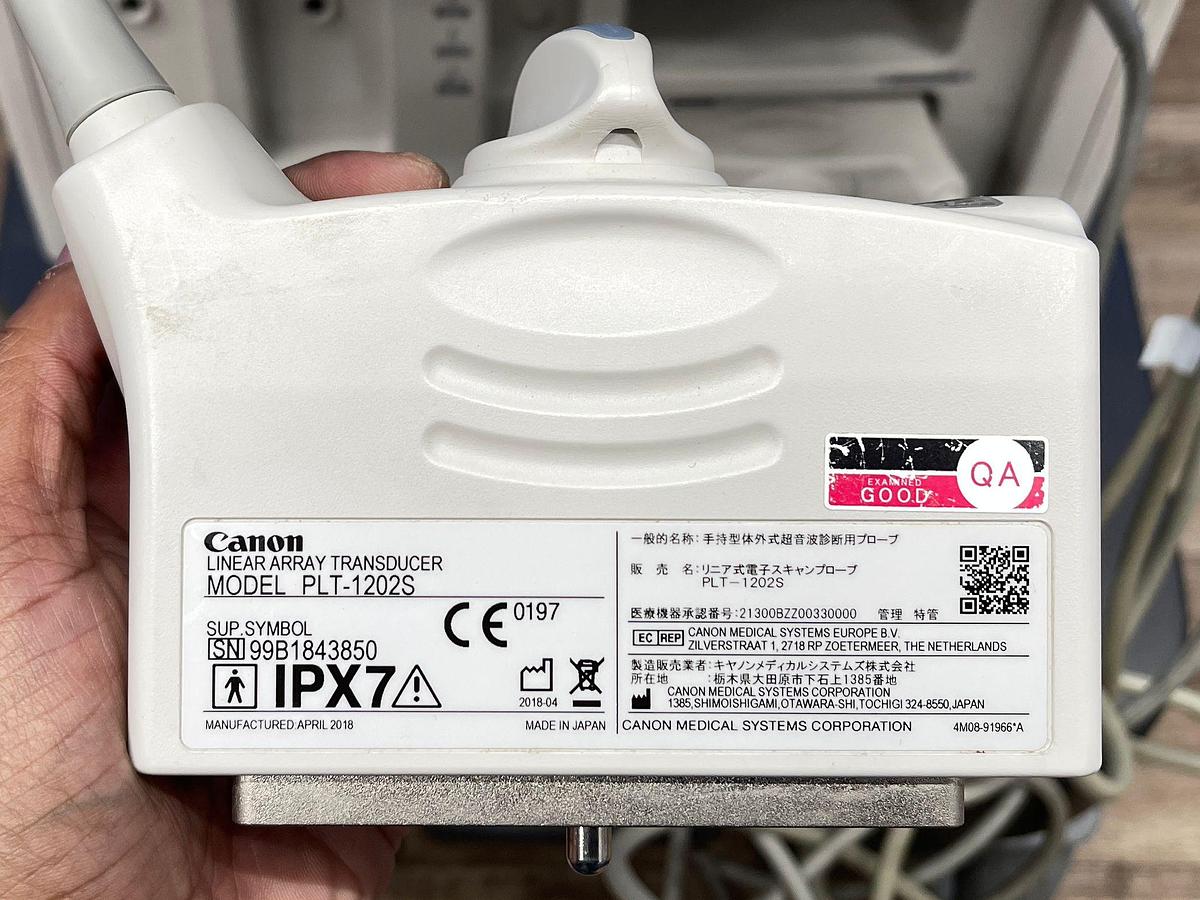 EXAMINED
GOOD
QA
Canon
LINEAR ARRAY TRANSDUCER
MODEL PLT-1202S
SUP.SYMBOL
SN 99B1843850
CE 0197
IPX7
2018-04
MANUFACTURED:APRIL 2018
MADE IN JAPAN
一般的名称：手持型体外式超音波診断用プローブ
販 売 名：リニア式電子スキャンプローブ
PLT－1202S
医療機器承認番号：21300BZZ00330000 管理 特管
EC REP CANON MEDICAL SYSTEMS EUROPE B.V.
ZILVERSTRAAT 1, 2718 RP ZOETERMEER, THE NETHERLANDS
製造販売業者：キヤノンメディカルシステムズ株式会社
所在地 ：栃木県大田原市下石上1385番地
CANON MEDICAL SYSTEMS CORPORATION
1385,SHIMOISHIGAMI,OTAWARA-SHI,TOCHIGI 324-8550,JAPAN
CANON MEDICAL SYSTEMS CORPORATION
4M08-91966*A